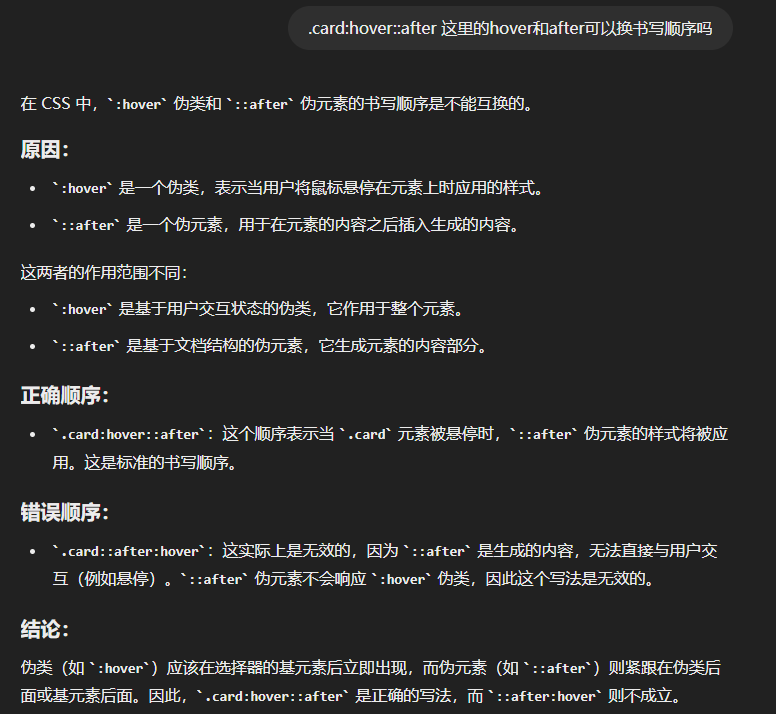 .card:hover::after 这里的hover和after可以换书写顺序吗
在 CSS 中，`:hover` 伪类和 `::after` 伪元素的书写顺序是不能互换的。
原因：
• `:hover` 是一个伪类，表示当用户将鼠标悬停在元素上时应用的样式。
• `::after` 是一个伪元素，用于在元素的内容之后插入生成的内容。
这两者的作用范围不同：
• `:hover` 是基于用户交互状态的伪类，它作用于整个元素。
• `::after` 是基于文档结构的伪元素，它生成元素的内容部分。
正确顺序：
• `.card:hover::after`：这个顺序表示当 `.card` 元素被悬停时，`::after` 伪元素的样式将被应
用。这是标准的书写顺序。
错误顺序：
• `.card::after:hover`：这实际上是无效的，因为 `::after` 是生成的内容，无法直接与用户交
互（例如悬停）。`::after` 伪元素不会响应 `:hover` 伪类，因此这个写法是无效的。
结论：
伪类（如 `:hover`）应该在选择器的基元素后立即出现，而伪元素（如 `::after`）则紧跟在伪类后
面或基元素后面。因此，`.card:hover::after` 是正确的写法，而 `::after:hover` 则不成立。